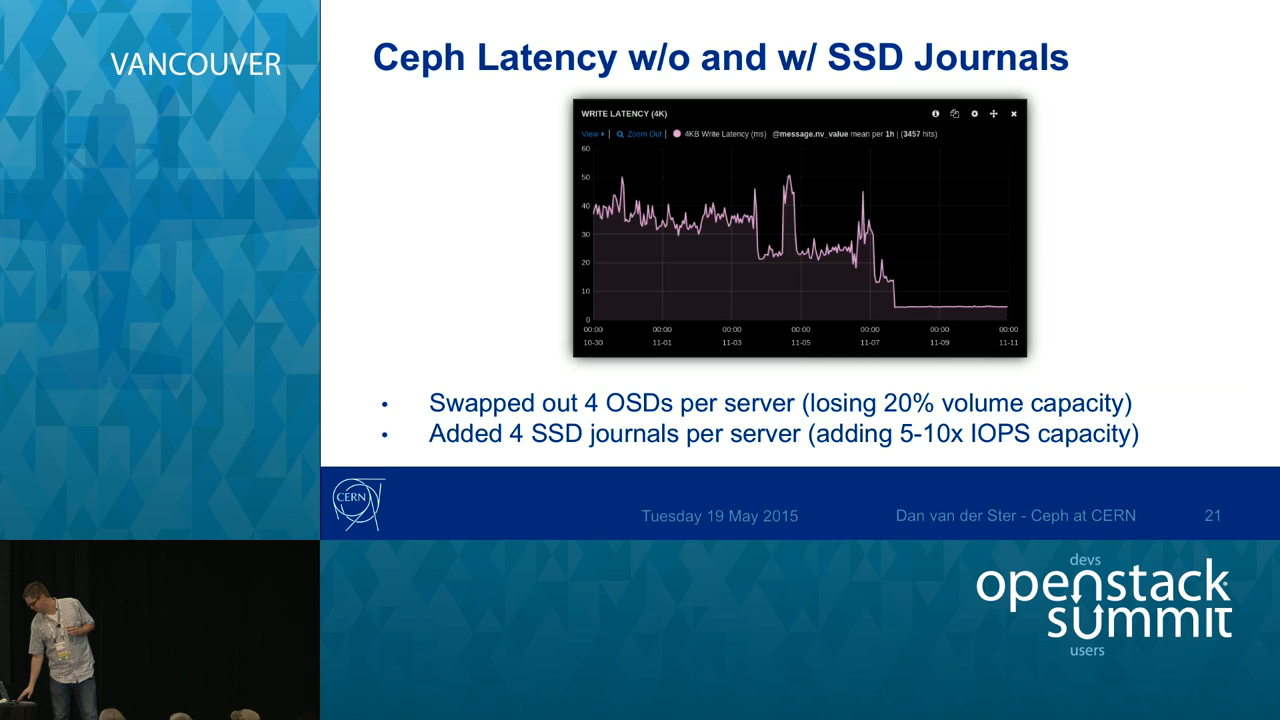 VANCOUVER
Ceph Latency w/o and w/ SSD Journals
WRITE LATENCY (4K)
View Zoom Out | 4KB Write Latency (ms) @message.nv_value mean per 1h | (3457 hits)
60
50
40
30
20
10
0
00:00 00:00 00:00 00:00 00:00 00:00 00:00
10-30 11-01 11-03 11-05 11-07 11-09 11-11
• Swapped out 4 OSDs per server (losing 20% volume capacity)
• Added 4 SSD journals per server (adding 5-10x IOPS capacity)
CERN
Tuesday 19 May 2015 Dan van der Ster - Ceph at CERN 21
devs
openstack
summit
users